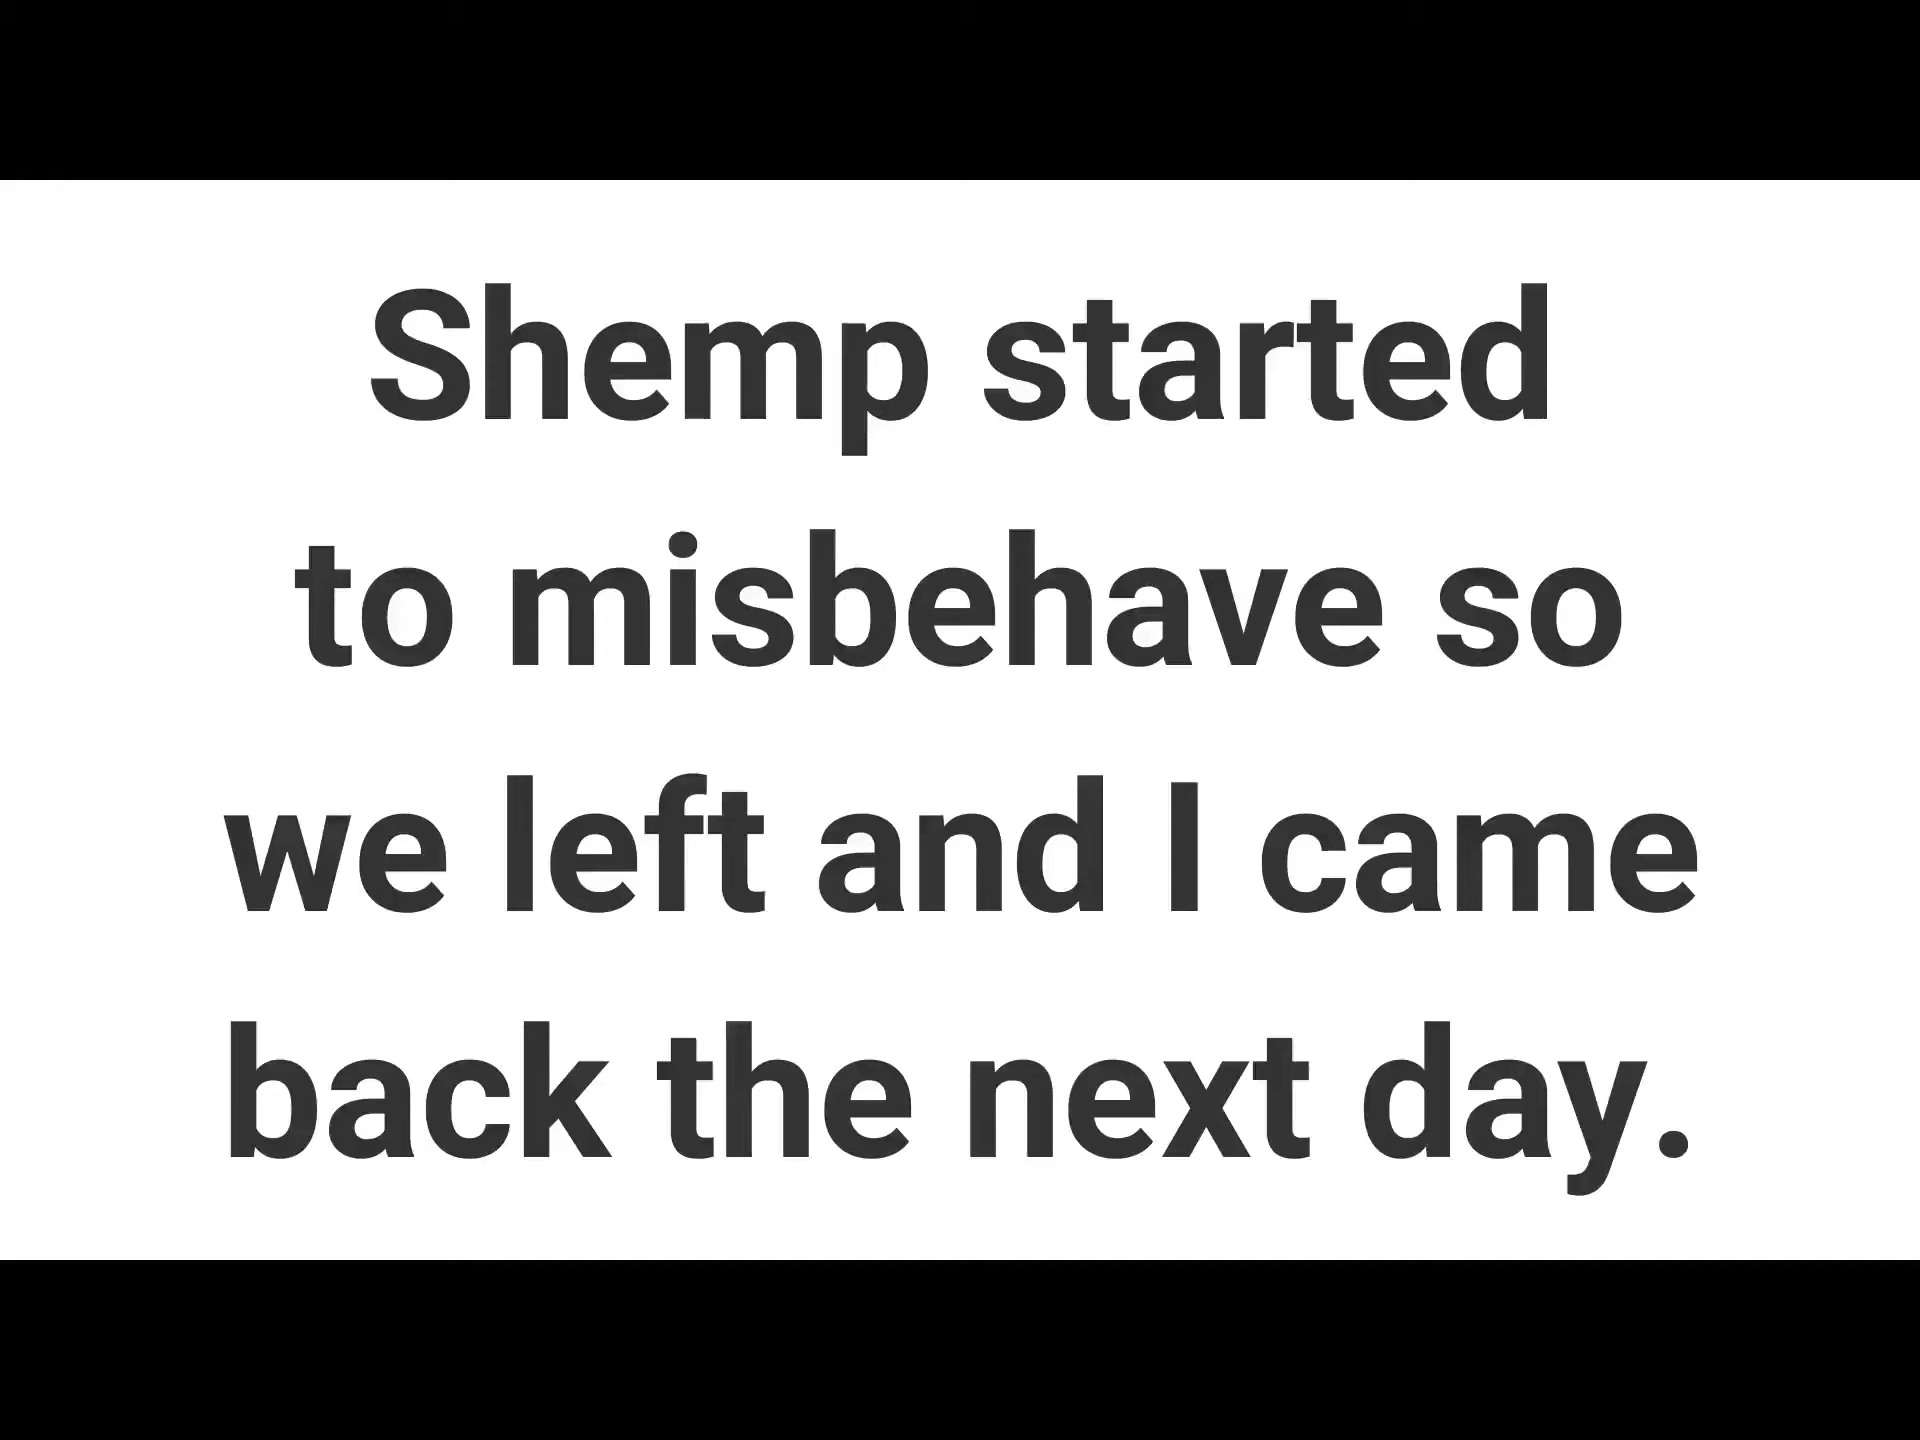 Shemp started
to misbehave so
we left and I came
back the next day.